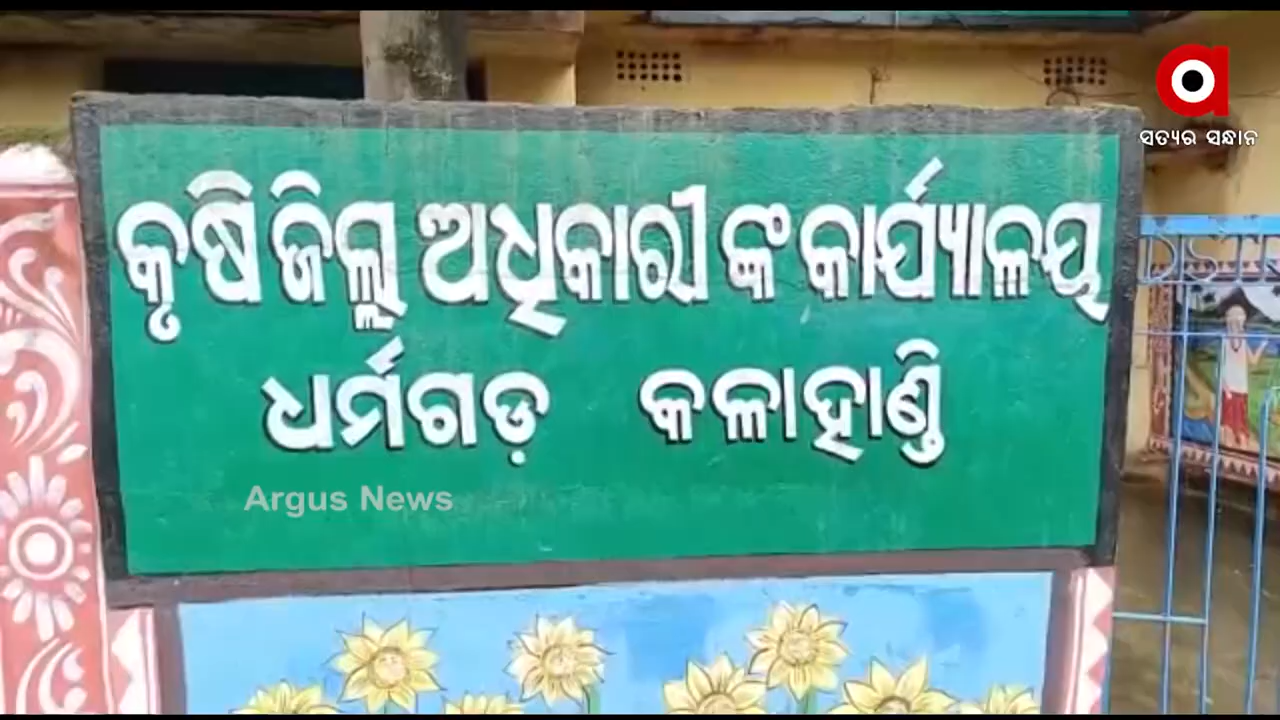 ସତ୍ୟର ସନ୍ଧାନ
କୃଷି ଜିଲ୍ଲା ଅଧିକାରୀ ଙ୍କ କାର୍ଯ୍ୟାଳୟ
ଧର୍ମଗଡ଼ କଳାହାଣ୍ଡି
Argus News